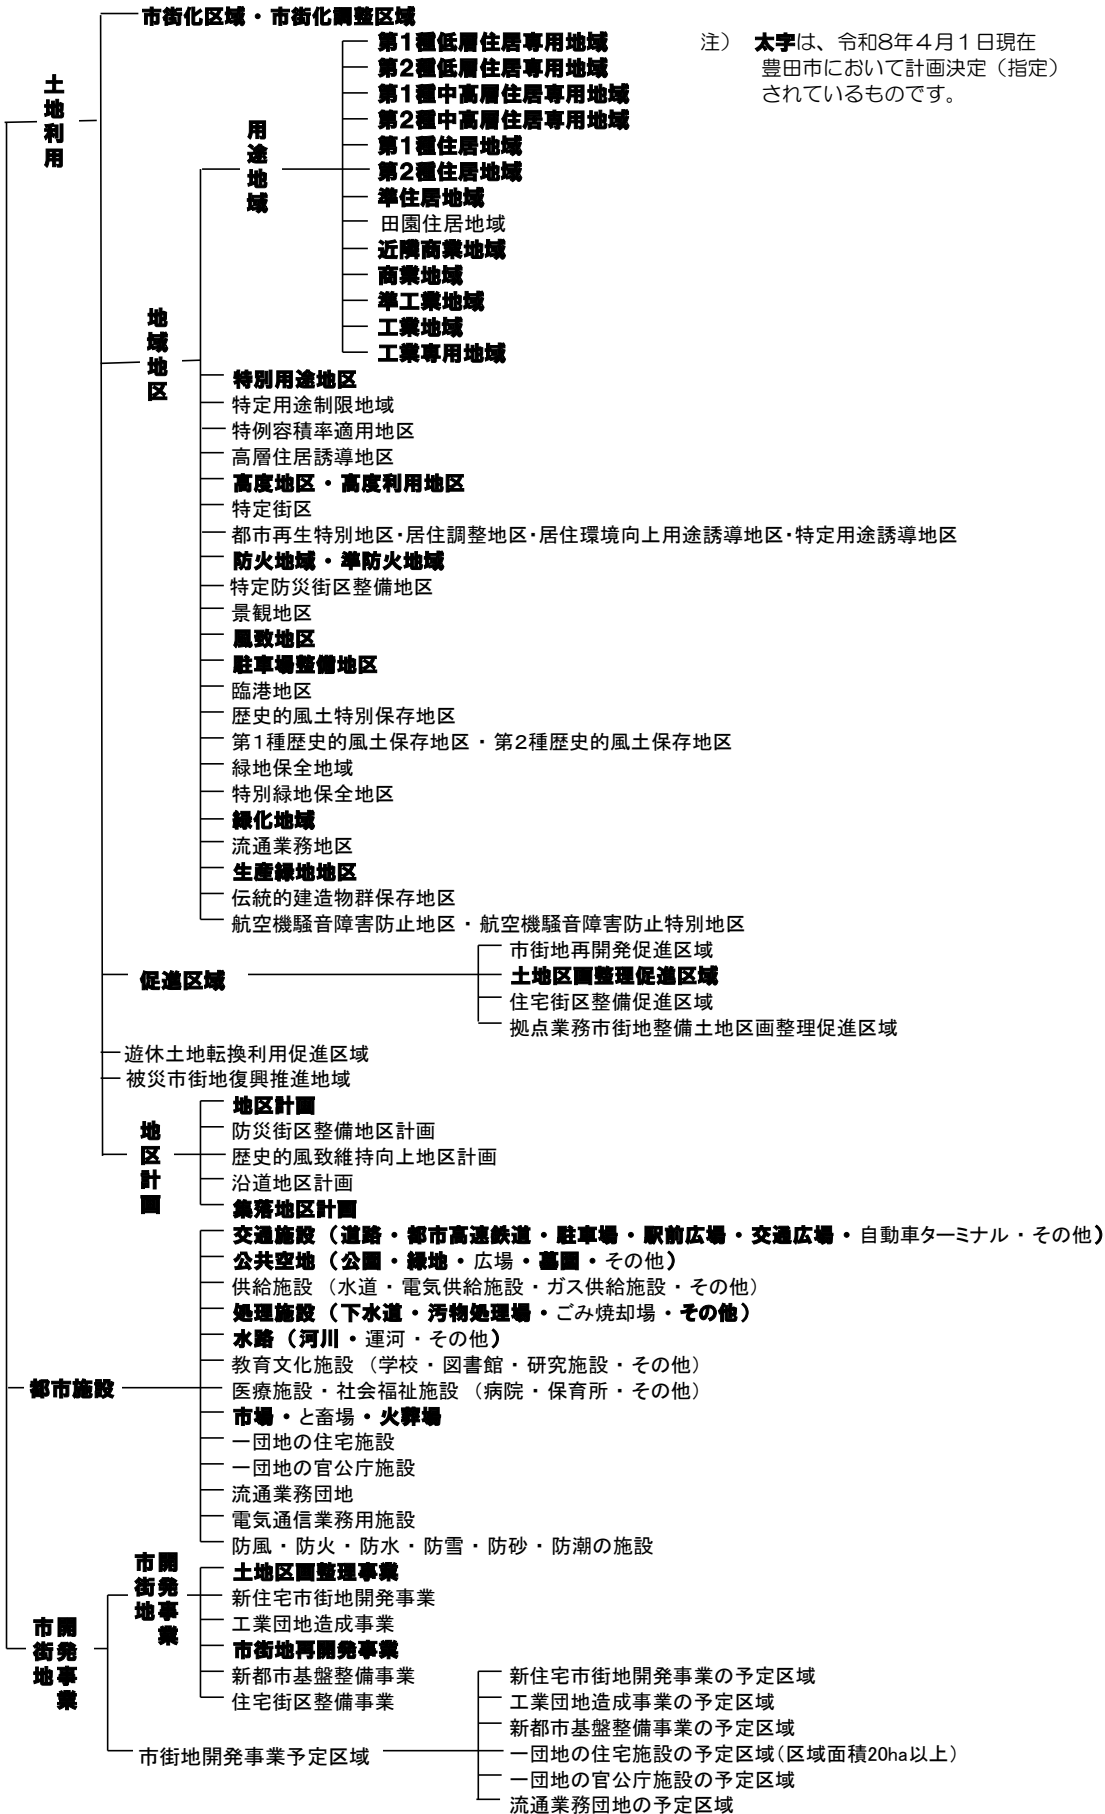 市街化区域・市街化調整区域
注） 太字は、令和8年４月１日現在
豊田市において計画決定（指定）
されているものです。
土地利用
地域地区
用途地域
第１種低層住居専用地域
第２種低層住居専用地域
第１種中高層住居専用地域
第２種中高層住居専用地域
第１種住居地域
第２種住居地域
準住居地域
田園住居地域
近隣商業地域
商業地域
準工業地域
工業地域
工業専用地域
特別用途地区
特定用途制限地域
特例容積率適用地区
高層住居誘導地区
高度地区・高度利用地区
特定街区
都市再生特別地区・居住調整地区・居住環境向上用途誘導地区・特定用途誘導地区
防火地域・準防火地域
特定防災街区整備地区
景観地区
風致地区
駐車場整備地区
臨港地区
歴史的風土特別保存地区
第１種歴史的風土保存地区・第２種歴史的風土保存地区
緑地保全地域
特別緑地保全地区
緑化地域
流通業務地区
生産緑地地区
伝統的建造物群保存地区
航空機騒音障害防止地区・航空機騒音障害防止特別地区
促進区域
市街地再開発促進区域
土地区画整理促進区域
住宅街区整備促進区域
拠点業務市街地整備土地区画整理促進区域
遊休土地転換利用促進区域
被災市街地復興推進地域
地区計画
地区計画
防災街区整備地区計画
歴史的風致維持向上地区計画
沿道地区計画
集落地区計画
都市施設
交通施設（道路・都市高速鉄道・駐車場・駅前広場・交通広場・自動車ターミナル・その他）
公共空地（公園・緑地・広場・墓園・その他）
供給施設（水道・電気供給施設・ガス供給施設・その他）
処理施設（下水道・汚物処理場・ごみ焼却場・その他）
水路（河川・運河・その他）
教育文化施設（学校・図書館・研究施設・その他）
医療施設・社会福祉施設（病院・保育所・その他）
市場・と畜場・火葬場
一団地の住宅施設
一団地の官公庁施設
流通業務団地
電気通信業務用施設
防風・防火・防水・防雪・防砂・防潮の施設
市街地開発事業
市街地開発事業
土地区画整理事業
新住宅市街地開発事業
工業団地造成事業
市街地再開発事業
新都市基盤整備事業
住宅街区整備事業
市街地開発事業予定区域
新住宅市街地開発事業の予定区域
工業団地造成事業の予定区域
新都市基盤整備事業の予定区域
一団地の住宅施設の予定区域（区域面積20ha以上）
一団地の官公庁施設の予定区域
流通業務団地の予定区域